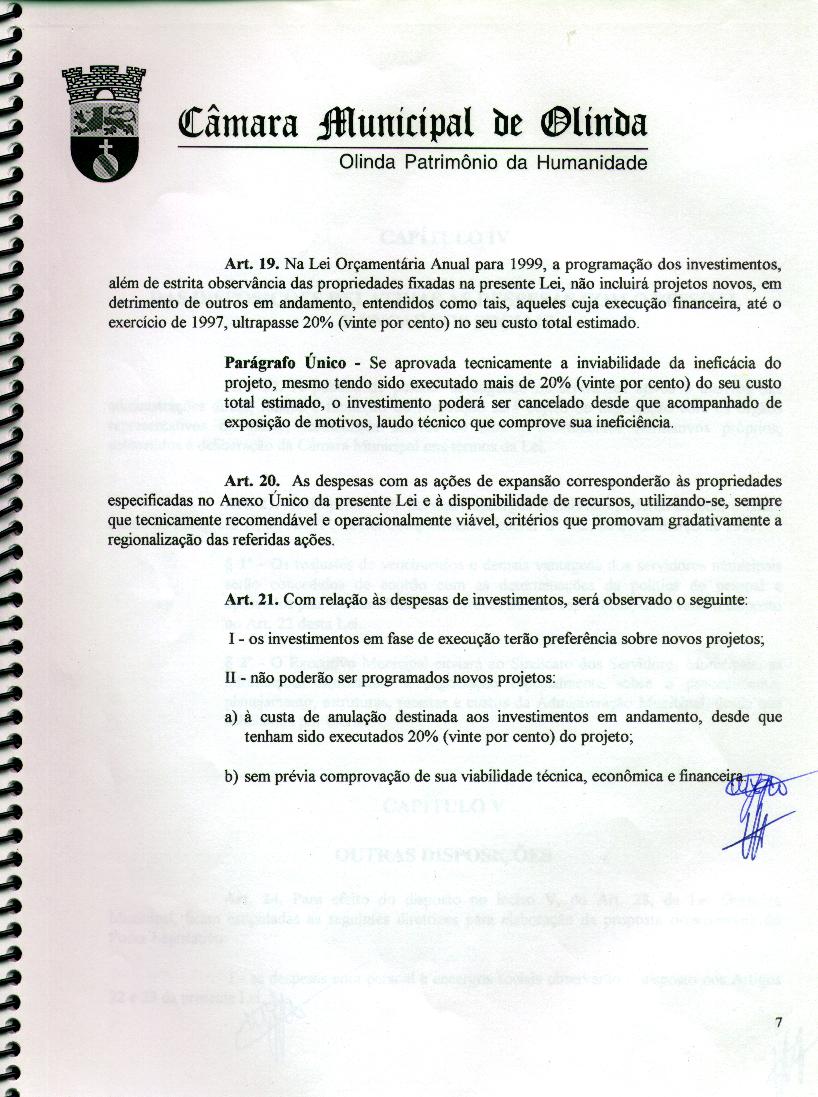 Câmara Municipal de Olinda
Olinda Patrimônio da Humanidade
Art. 19. Na Lei Orçamentária Anual para 1999, a programação dos investimentos,
além de estrita observância das propriedades fixadas na presente Lei, não incluirá projetos novos, em
detrimento de outros em andamento, entendidos como tais, aqueles cuja execução financeira, até o
exercício de 1997, ultrapasse 20% (vinte por cento) no seu custo total estimado.
Parágrafo Único - Se aprovada tecnicamente a inviabilidade da ineficácia do
projeto, mesmo tendo sido executado mais de 20% (vinte por cento) do seu custo
total estimado, o investimento poderá ser cancelado desde que acompanhado de
exposição de motivos, laudo técnico que comprove sua ineficiência.
Art. 20. As despesas com as ações de expansão corresponderão às propriedades
especificadas no Anexo Único da presente Lei e à disponibilidade de recursos, utilizando-se, sempre
que tecnicamente recomendável e operacionalmente viável, critérios que promovam gradativamente a
regionalização das referidas ações.
Art. 21. Com relação às despesas de investimentos, será observado o seguinte:
I - os investimentos em fase de execução terão preferência sobre novos projetos;
II - não poderão ser programados novos projetos:
a) à custa de anulação destinada aos investimentos em andamento, desde que
tenham sido executados 20% (vinte por cento) do projeto;
b) sem prévia comprovação de sua viabilidade técnica, econômica e financeira.
7